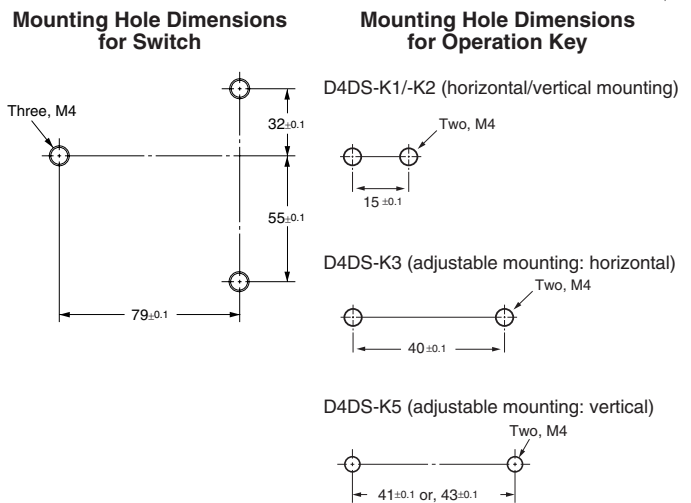 Mounting Hole Dimensions
for Switch
Three, M4
32±0.1
55±0.1
79±0.1
Mounting Hole Dimensions
for Operation Key
D4DS-K1/-K2 (horizontal/vertical mounting)
Two, M4
15 ±0.1
D4DS-K3 (adjustable mounting: horizontal)
Two, M4
40±0.1
D4DS-K5 (adjustable mounting: vertical)
Two, M4
41±0.1 or, 43±0.1